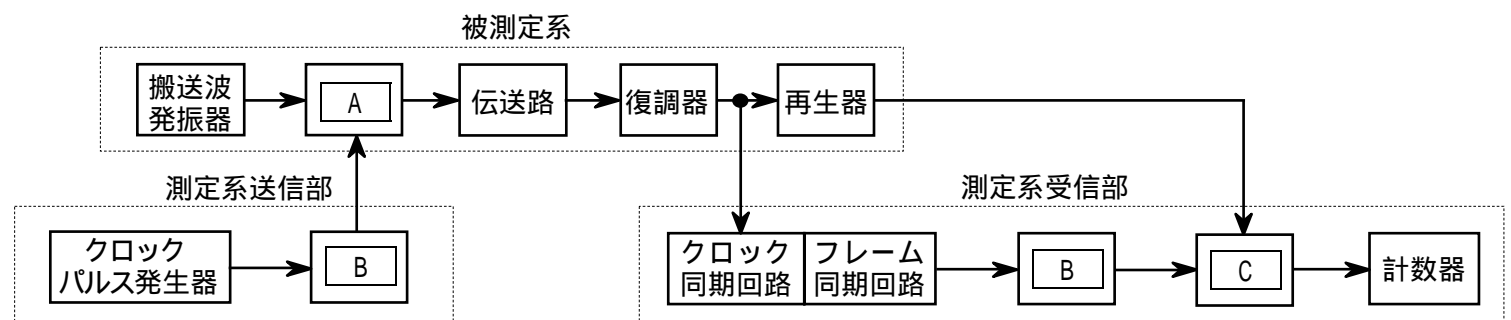 被測定系
搬送波
発振器
A
伝送路
復調器
再生器
測定系送信部
測定系受信部
クロック
パルス発生器
B
クロック
同期回路
フレーム
同期回路
B
C
計数器